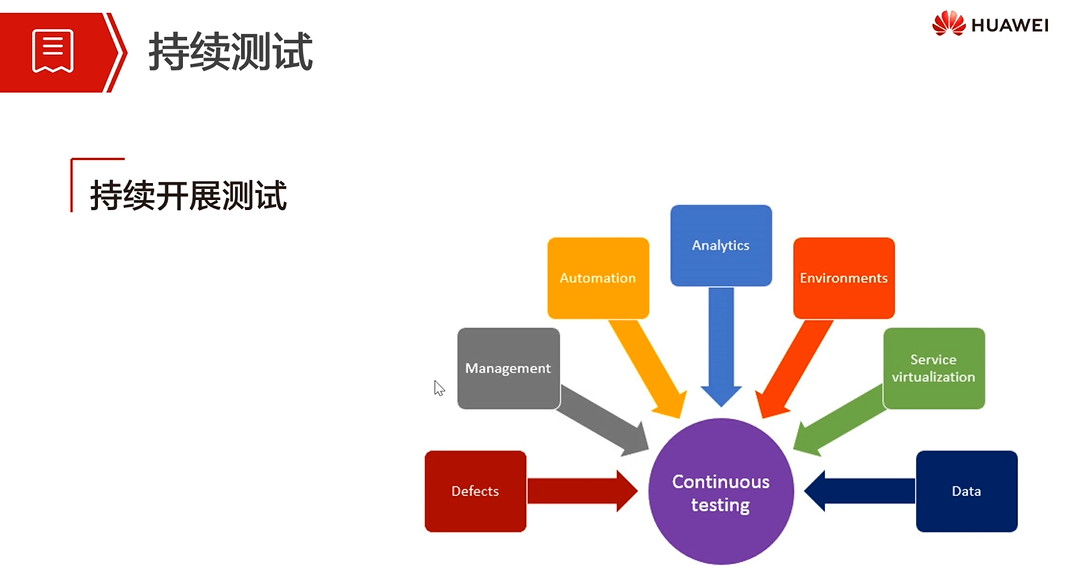 持续测试
HUAWEI
持续开展测试
Analytics
Automation
Environments
Management
Service
virtualization
Defects
Continuous
testing
Data